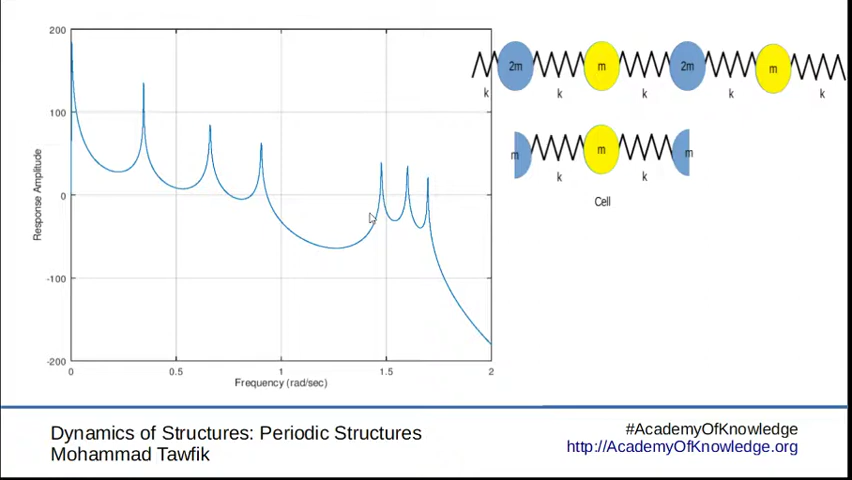 200
100
0
-100
-200
Response Amplitude
0 0.5 1 1.5 2
Frequency (rad/sec)
2m m 2m m
k k k k k
m m m
k k
Cell
Dynamics of Structures: Periodic Structures
Mohammad Tawfik
#AcademyOfKnowledge
http://AcademyOfKnowledge.org